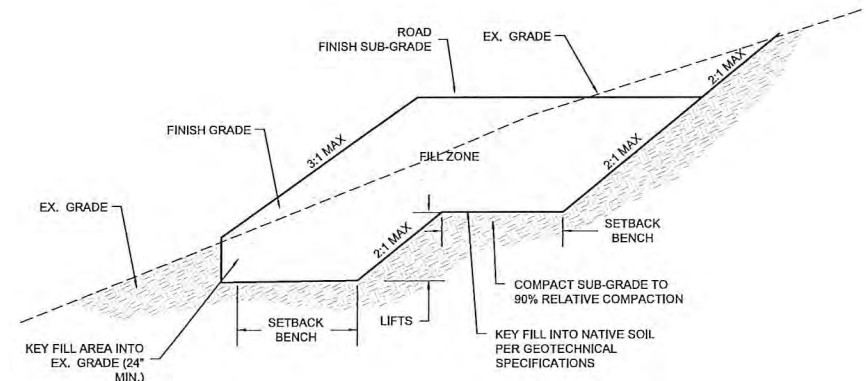 ROAD
FINISH SUB-GRADE
EX. GRADE
2:1 MAX
FINISH GRADE
3:1 MAX
FILL ZONE
2:1 MAX
EX. GRADE
2:1 MAX
SETBACK
BENCH
COMPACT SUB-GRADE TO
90% RELATIVE COMPACTION
SETBACK
BENCH
LIFTS
KEY FILL INTO NATIVE SOIL
PER GEOTECHNICAL
SPECIFICATIONS
KEY FILL AREA INTO
EX. GRADE (24"
MIN.)